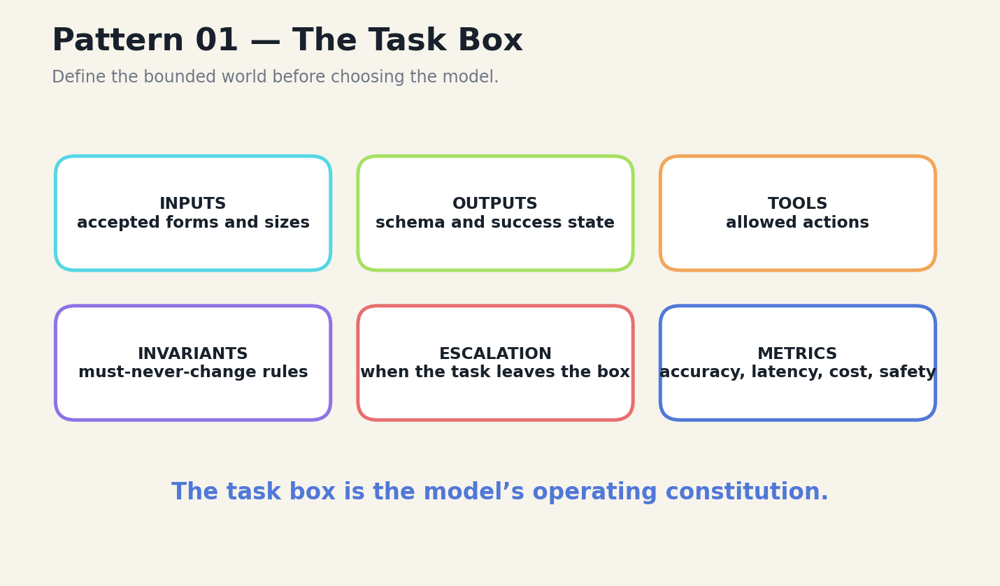 Pattern 01 — The Task Box
Define the bounded world before choosing the model.
INPUTS
accepted forms and sizes
OUTPUTS
schema and success state
TOOLS
allowed actions
INVARIANTS
must-never-change rules
ESCALATION
when the task leaves the box
METRICS
accuracy, latency, cost, safety
The task box is the model’s operating constitution.